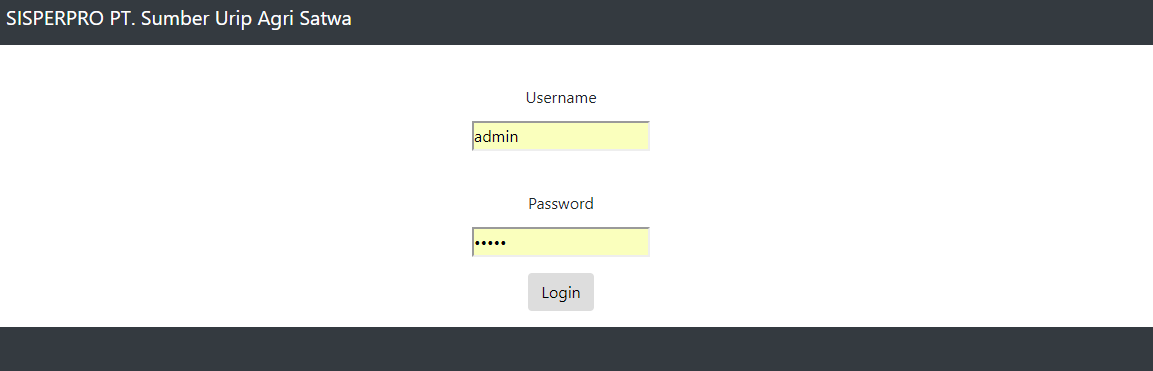 SISPERPRO PT. Sumber Urip Agri Satwa
Username
admin
Password
•••••
Login